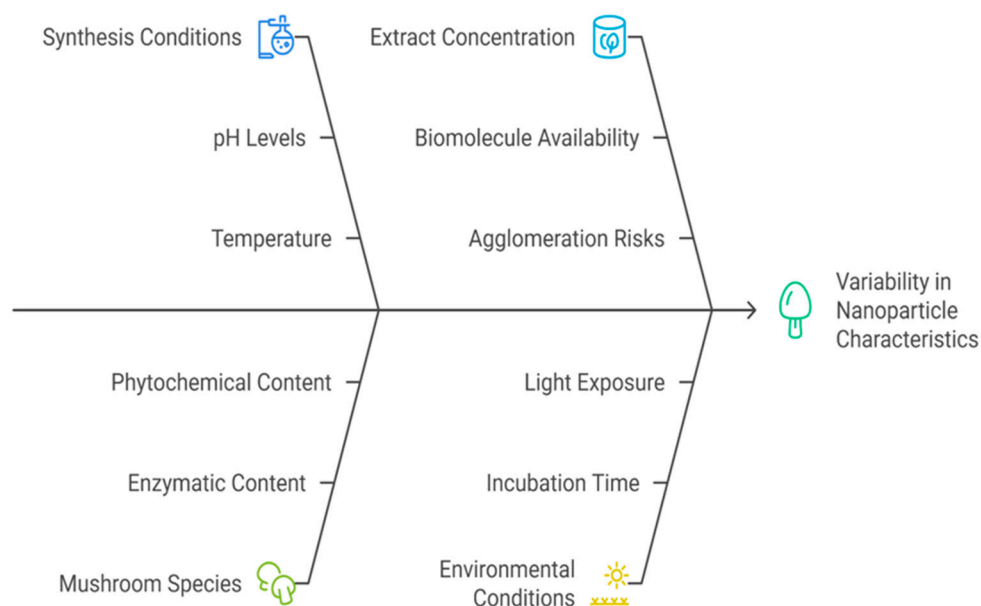 Synthesis Conditions
Extract Concentration
pH Levels
Biomolecule Availability
Temperature
Agglomeration Risks
Variability in
Nanoparticle
Characteristics
Phytochemical Content
Light Exposure
Enzymatic Content
Incubation Time
Mushroom Species
Environmental
Conditions